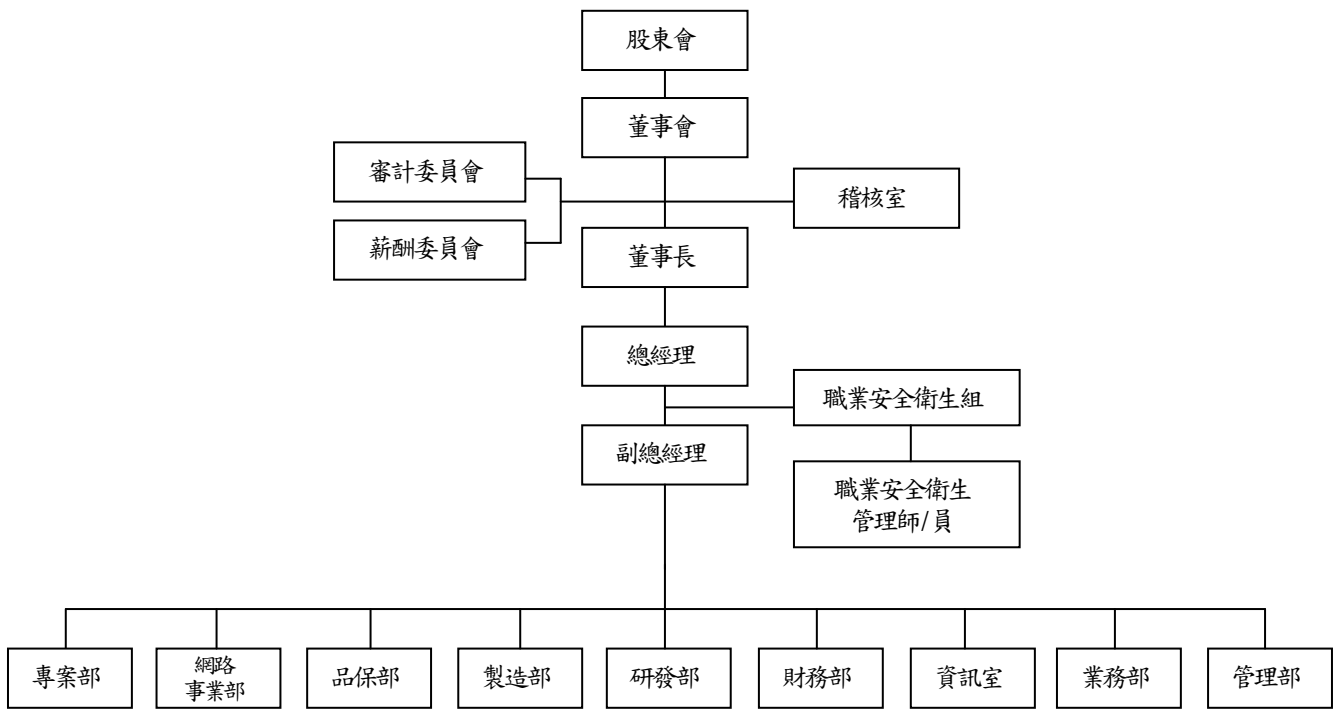 股東會
董事會
審計委員會
稽核室
薪酬委員會
董事長
總經理
職業安全衛生組
副總經理
職業安全衛生
管理師/員
專案部
網路
事業部
品保部
製造部
研發部
財務部
資訊室
業務部
管理部